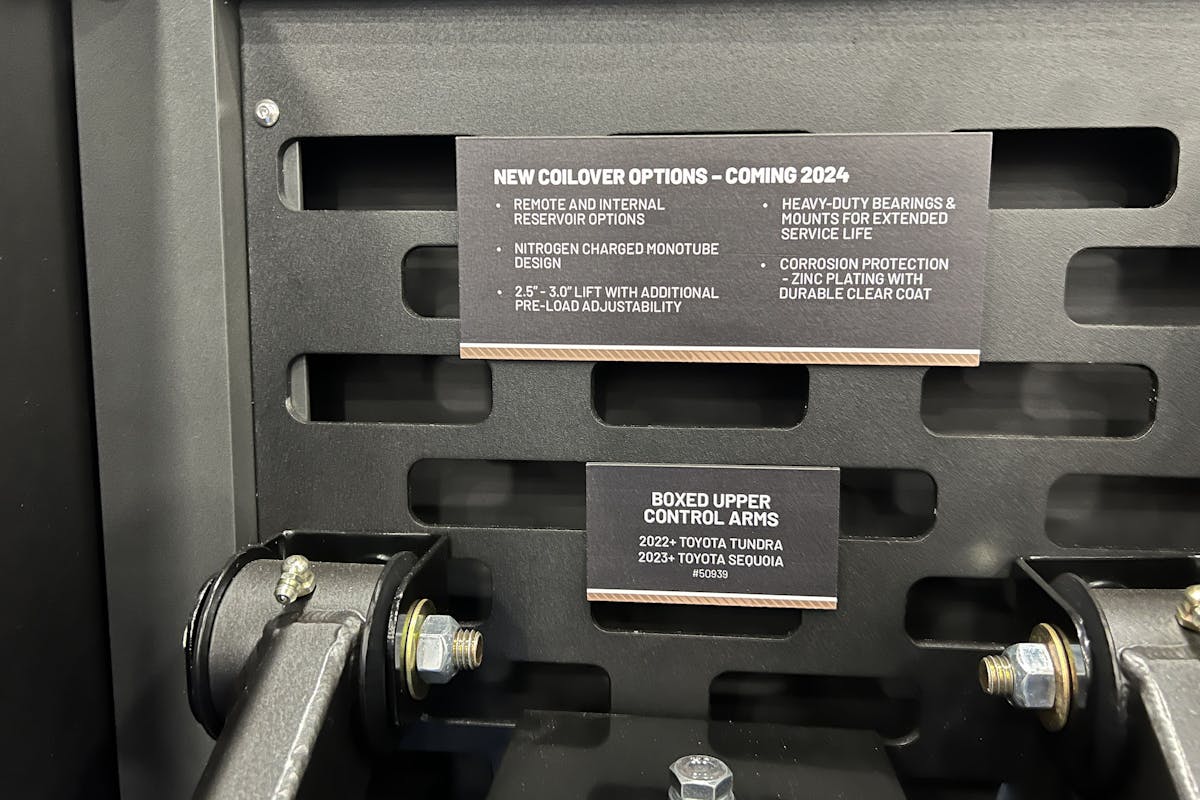 NEW COILOVER OPTIONS – COMING 2024
• REMOTE AND INTERNAL
RESERVOIR OPTIONS
• NITROGEN CHARGED MONOTUBE
DESIGN
• 2.5” - 3.0” LIFT WITH ADDITIONAL
PRE-LOAD ADJUSTABILITY
• HEAVY-DUTY BEARINGS &
MOUNTS FOR EXTENDED
SERVICE LIFE
• CORROSION PROTECTION
- ZINC PLATING WITH
DURABLE CLEAR COAT
BOXED UPPER
CONTROL ARMS
2022+ TOYOTA TUNDRA
2023+ TOYOTA SEQUOIA
#50939